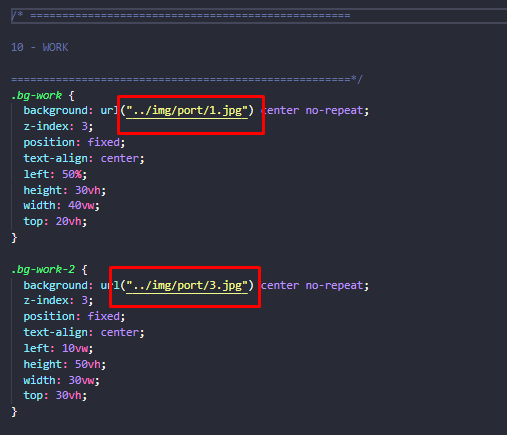 /* ==================================================
10 - WORK
=====================================================*/
.bg-work {
background: url("../img/port/1.jpg") center no-repeat;
z-index: 3;
position: fixed;
text-align: center;
left: 50%;
height: 30vh;
width: 40vw;
top: 20vh;
}
.bg-work-2 {
background: url("../img/port/3.jpg") center no-repeat;
z-index: 3;
position: fixed;
text-align: center;
left: 10vw;
height: 50vh;
width: 30vw;
top: 30vh;
}